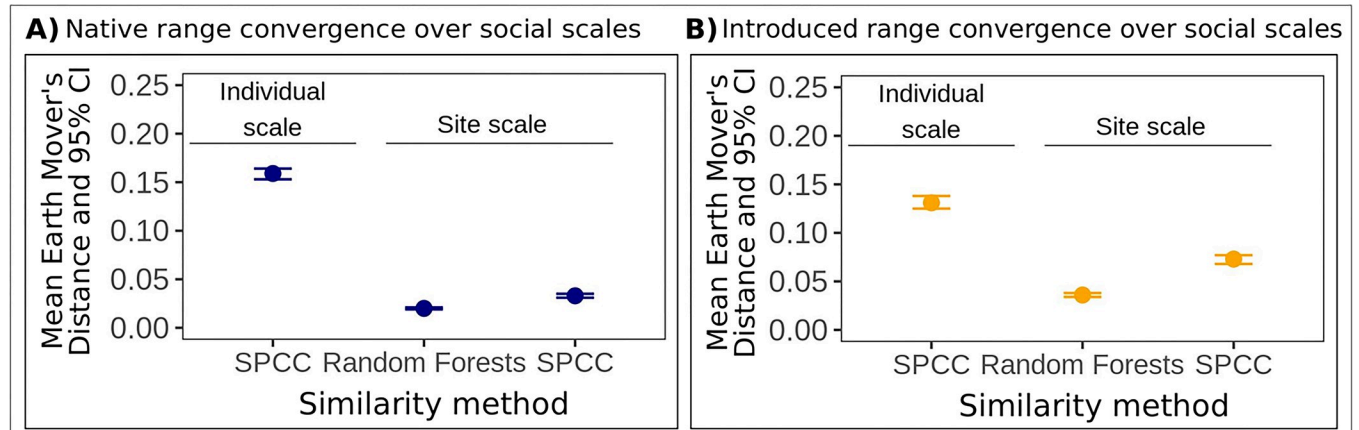 A) Native range convergence over social scales
Mean Earth Mover's
Distance and 95% CI
0.25
0.20
0.15
0.10
0.05
0.00
Individual
scale
Site scale
SPCC Random Forests SPCC
Similarity method
B) Introduced range convergence over social scales
Mean Earth Mover's
Distance and 95% CI
0.25
0.20
0.15
0.10
0.05
0.00
Individual
scale
Site scale
SPCC Random Forests SPCC
Similarity method